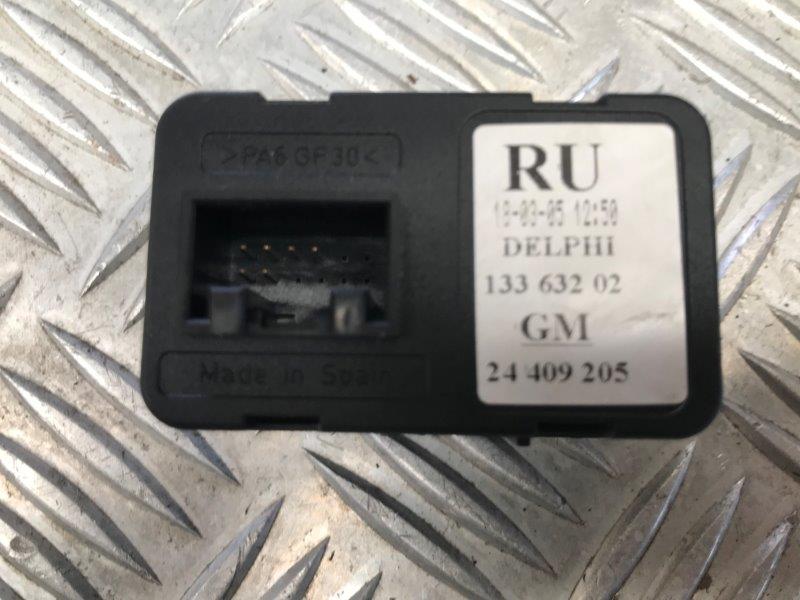 >PA6 GF30<
Made in Spain
RU
18-03-05 12:50
DELPHI
133 632 02
GM
24 409 205